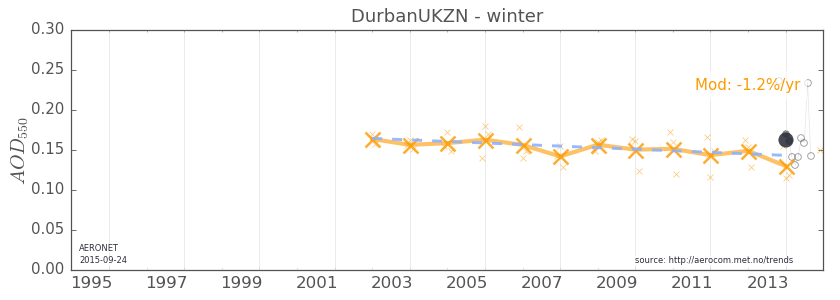 DurbanUKZN - winter
0.30
0.25
0.20
0.15
0.10
0.05
0.00
AOD550
Mod: -1.2%/yr
AERONET
2015-09-24
source: http://aerocom.met.no/trends
1995 1997 1999 2001 2003 2005 2007 2009 2011 2013